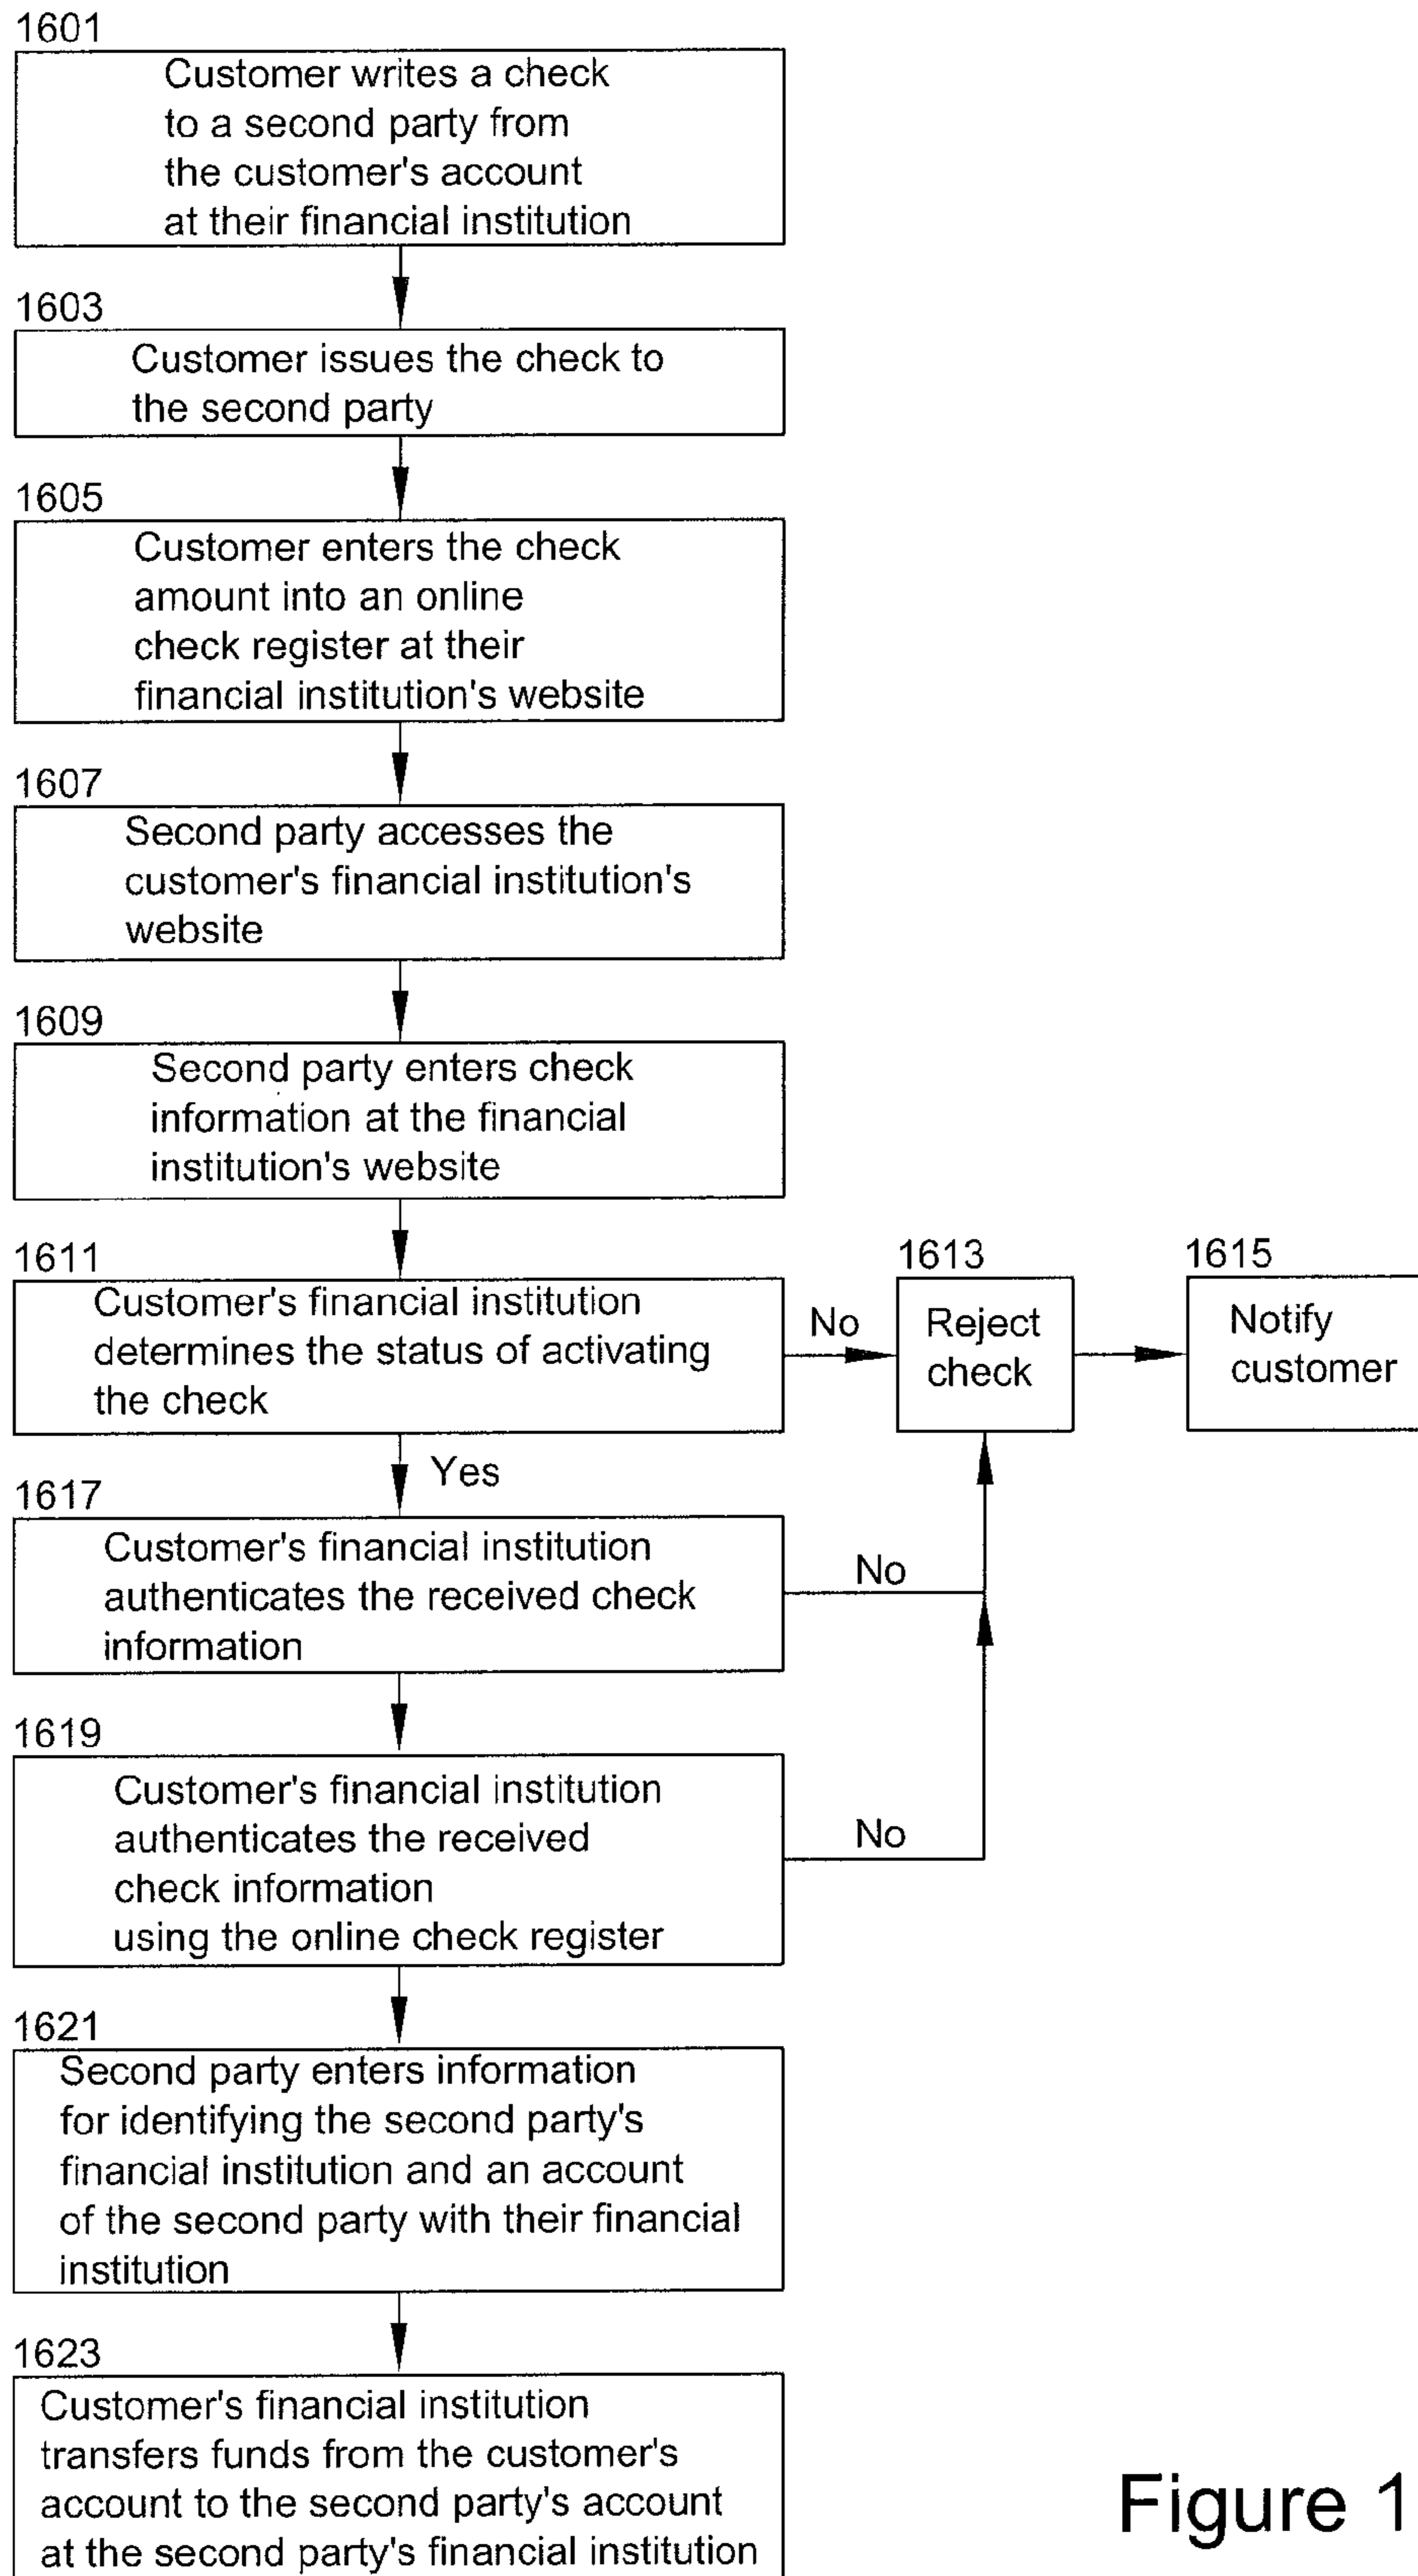 1601
Customer writes a check
to a second party from
the customer's account
at their financial institution
1603
Customer issues the check to
the second party
1605
Customer enters the check
amount into an online
check register at their
financial institution's website
1607
Second party accesses the
customer's financial institution's
website
1609
Second party enters check
information at the financial
institution's website
1611
Customer's financial institution
determines the status of activating
the check
No
1613
Reject
check
1615
Notify
customer
Yes
1617
Customer's financial institution
authenticates the received check
information
No
1619
Customer's financial institution
authenticates the received
check information
using the online check register
No
1621
Second party enters information
for identifying the second party's
financial institution and an account
of the second party with their financial
institution
1623
Customer's financial institution
transfers funds from the customer's
account to the second party's account
at the second party's financial institution
Figure 1